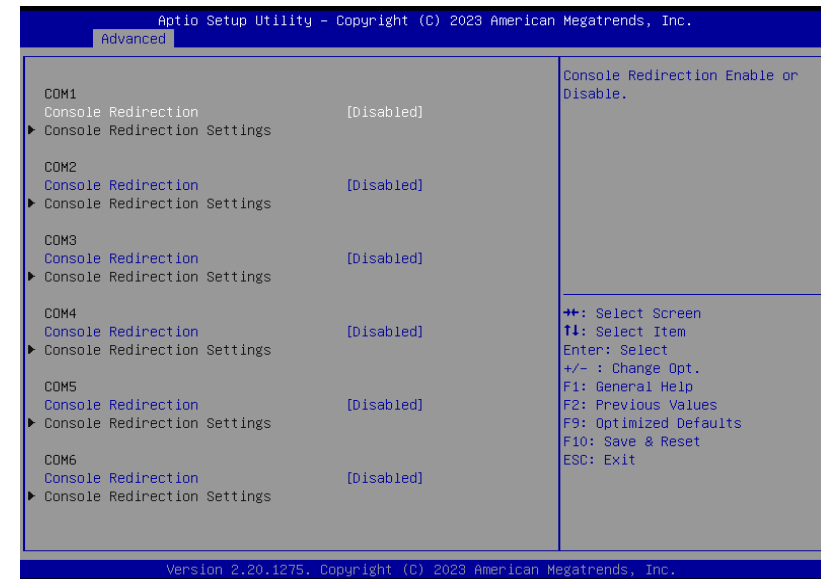 Aptio Setup Utility – Copyright (C) 2023 American Megatrends, Inc.
Advanced
COM1
Console Redirection [Disabled]
Console Redirection Settings
COM2
Console Redirection [Disabled]
Console Redirection Settings
COM3
Console Redirection [Disabled]
Console Redirection Settings
COM4
Console Redirection [Disabled]
Console Redirection Settings
COM5
Console Redirection [Disabled]
Console Redirection Settings
COM6
Console Redirection [Disabled]
Console Redirection Settings
Console Redirection Enable or
Disable.
→←: Select Screen
↑↓: Select Item
Enter: Select
+/- : Change Opt.
F1: General Help
F2: Previous Values
F9: Optimized Defaults
F10: Save & Reset
ESC: Exit
Version 2.20.1275. Copyright (C) 2023 American Megatrends, Inc.